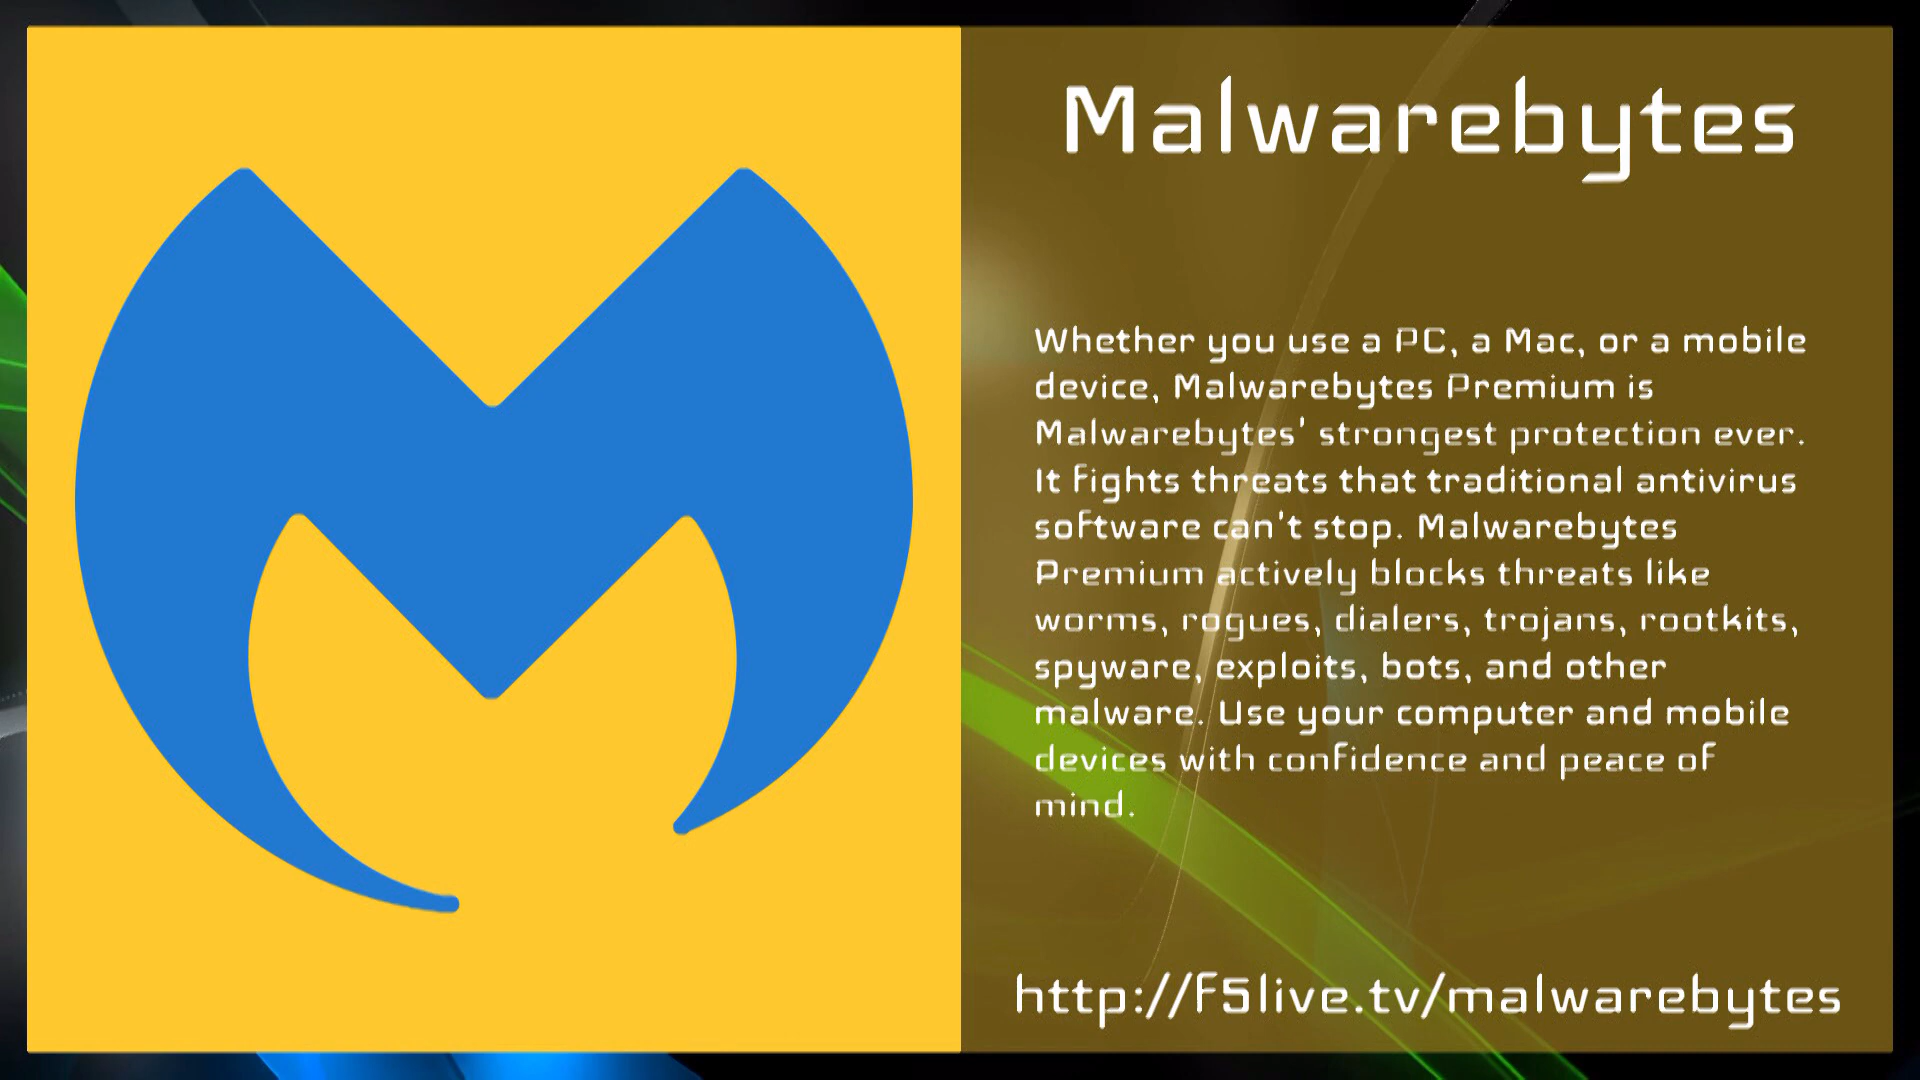 Malwarebytes
Whether you use a PC, a Mac, or a mobile
device, Malwarebytes Premium is
Malwarebytes' strongest protection ever.
It fights threats that traditional antivirus
software can't stop. Malwarebytes
Premium actively blocks threats like
worms, rogues, dialers, trojans, rootkits,
spyware, exploits, bots, and other
malware. Use your computer and mobile
devices with confidence and peace of
mind.
http://f5live.tv/malwarebytes